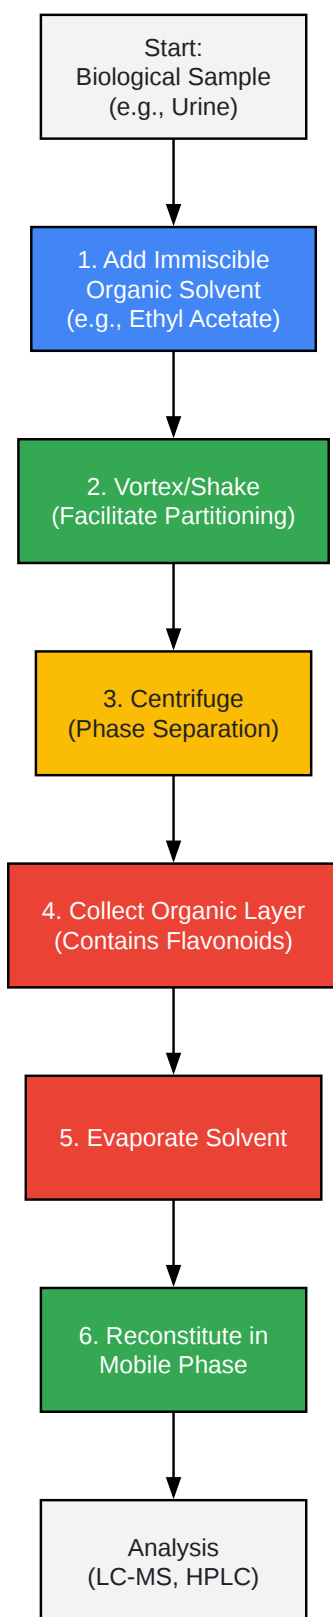 Start:
Biological Sample
(e.g., Urine)
1. Add Immiscible
Organic Solvent
(e.g., Ethyl Acetate)
2. Vortex/Shake
(Facilitate Partitioning)
3. Centrifuge
(Phase Separation)
4. Collect Organic Layer
(Contains Flavonoids)
5. Evaporate Solvent
6. Reconstitute in
Mobile Phase
Analysis
(LC-MS, HPLC)